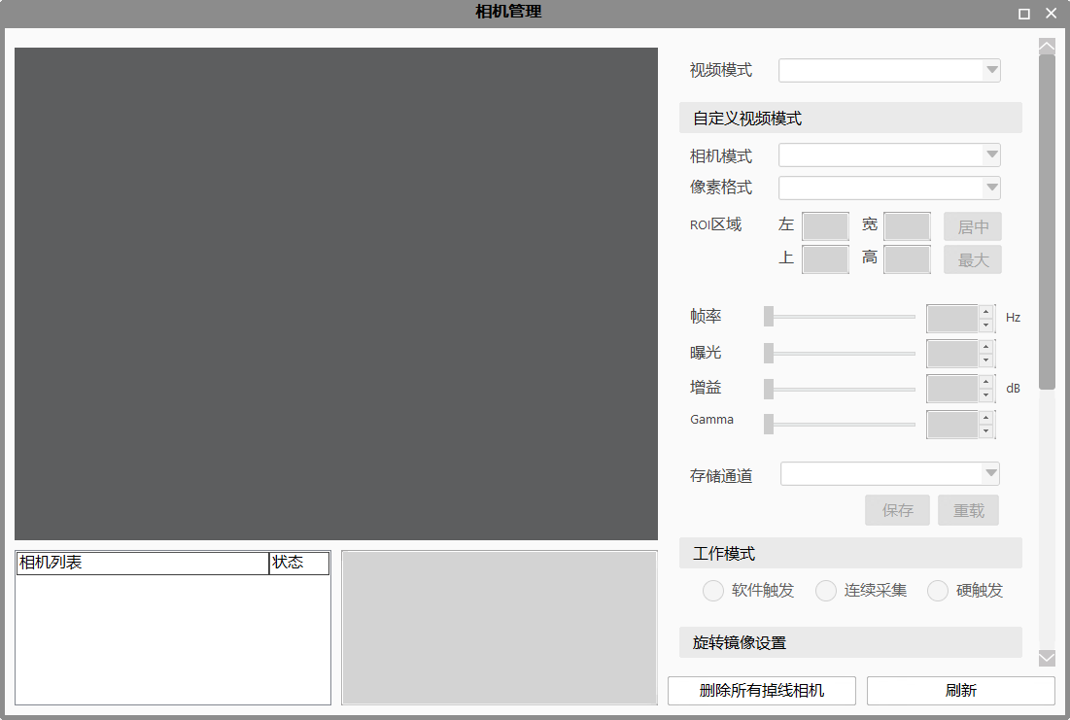 相机管理
视频模式
自定义视频模式
相机模式
像素格式
ROI区域 左 宽 居中
上 高 最大
帧率 Hz
曝光
增益 dB
Gamma
存储通道
保存 重载
工作模式
软件触发 连续采集 硬触发
旋转镜像设置
相机列表 状态
删除所有掉线相机 刷新